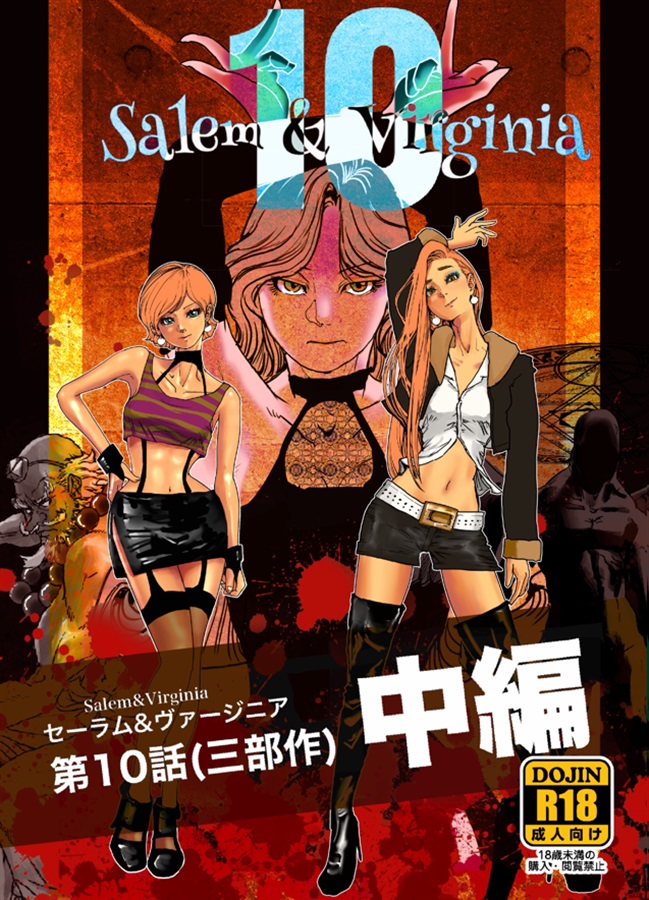 10
Salem & Virginia
Salem&Virginia
セーラム&ヴァージニア
第10話(三部作)
中編
DOJIN
R18
成人向け
18歳未満の
購入・閲覧禁止